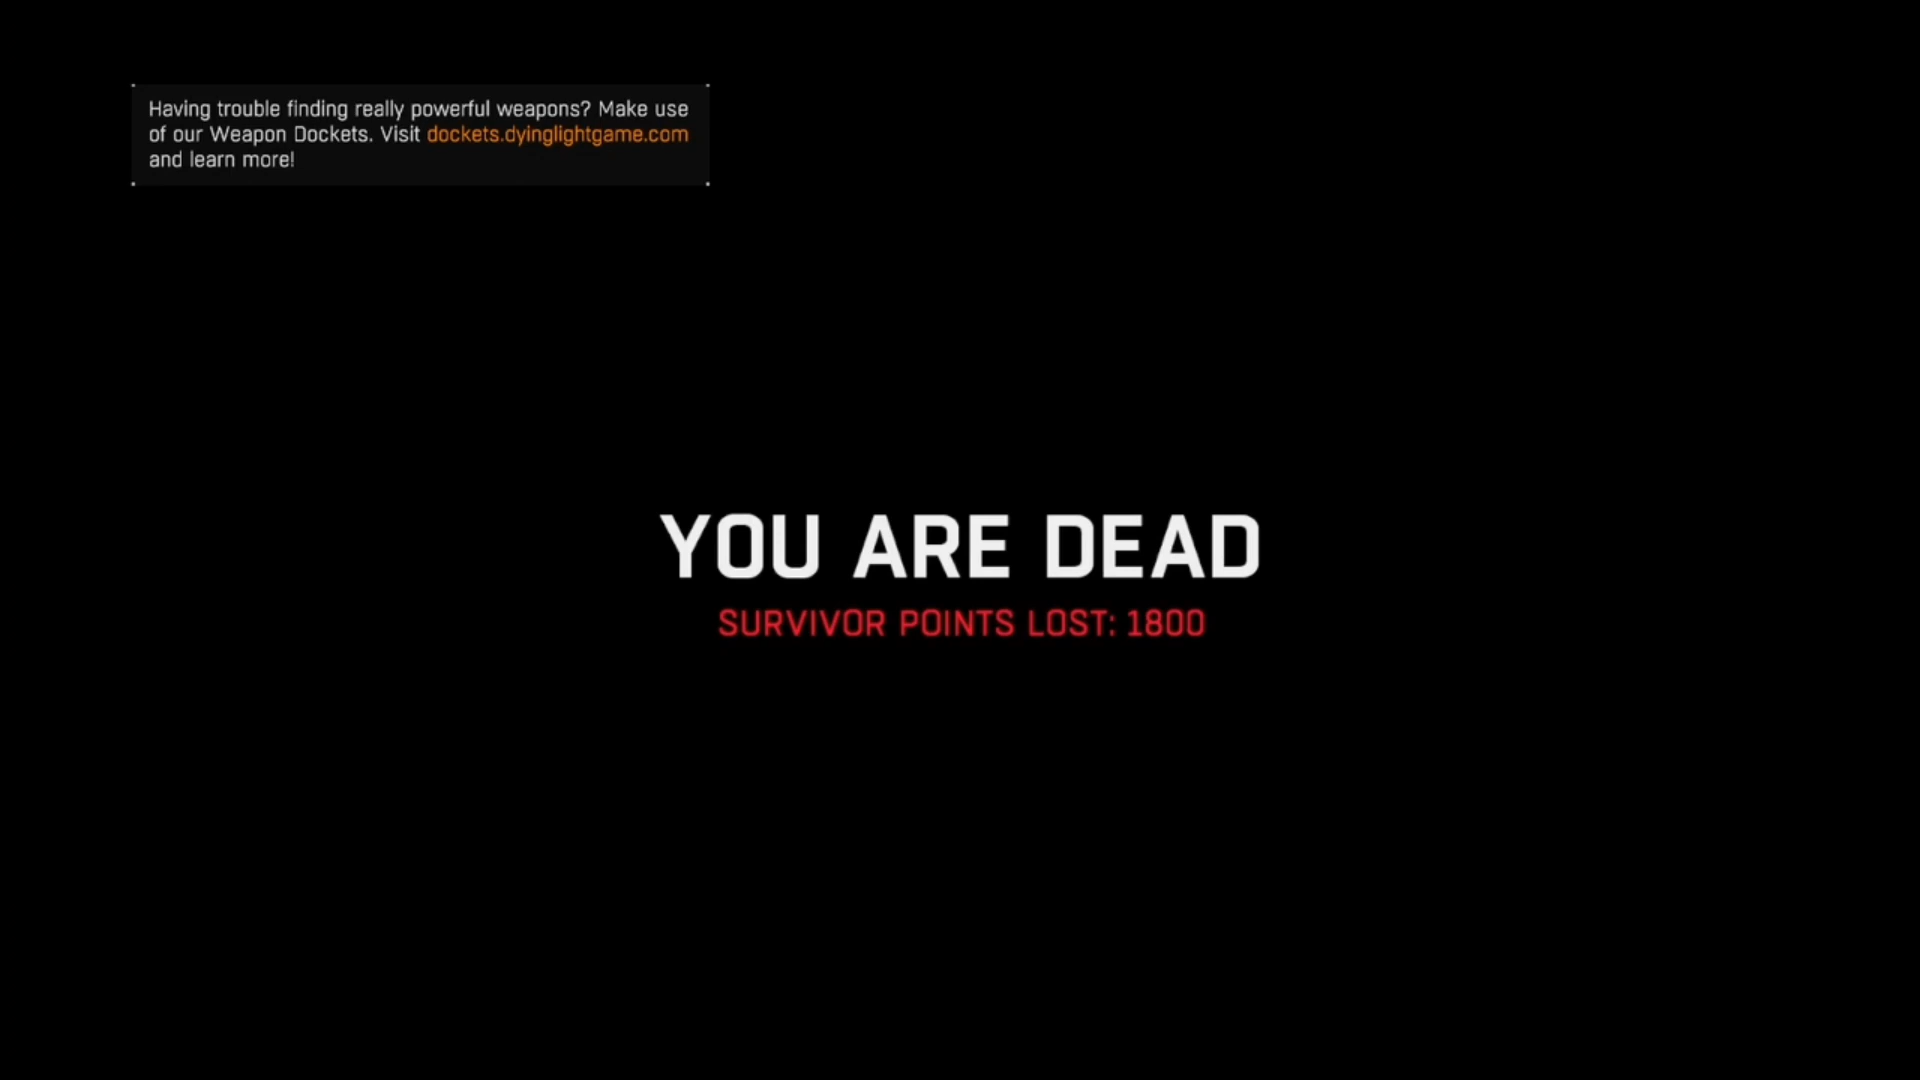 Having trouble finding really powerful weapons? Make use
of our Weapon Dockets. Visit dockets.dyinglightgame.com
and learn more!
YOU ARE DEAD
SURVIVOR POINTS LOST: 1800